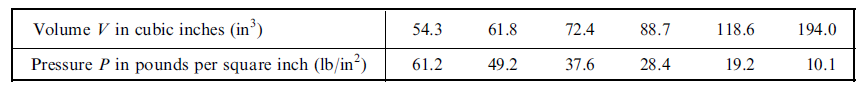 Volume V in cubic inches (in³) 54.3 61.8 72.4 88.7 118.6 194.0
Pressure P in pounds per square inch (lb/in²) 61.2 49.2 37.6 28.4 19.2 10.1